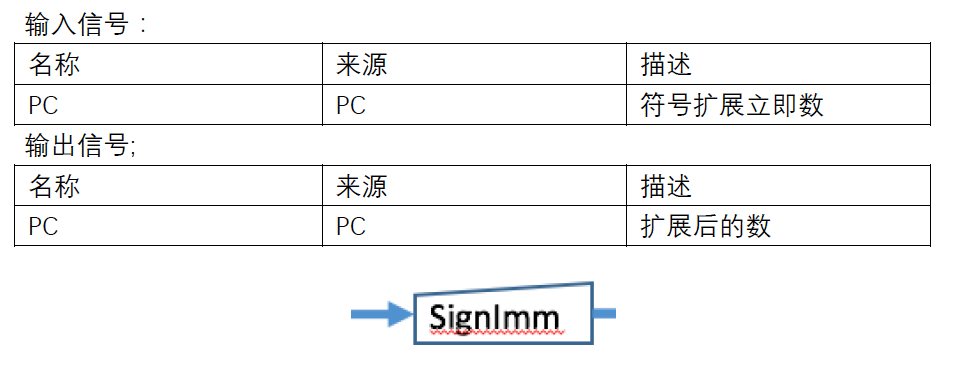 输入信号：
名称 来源 描述
PC PC 符号扩展立即数
输出信号;
名称 来源 描述
PC PC 扩展后的数
SignImm